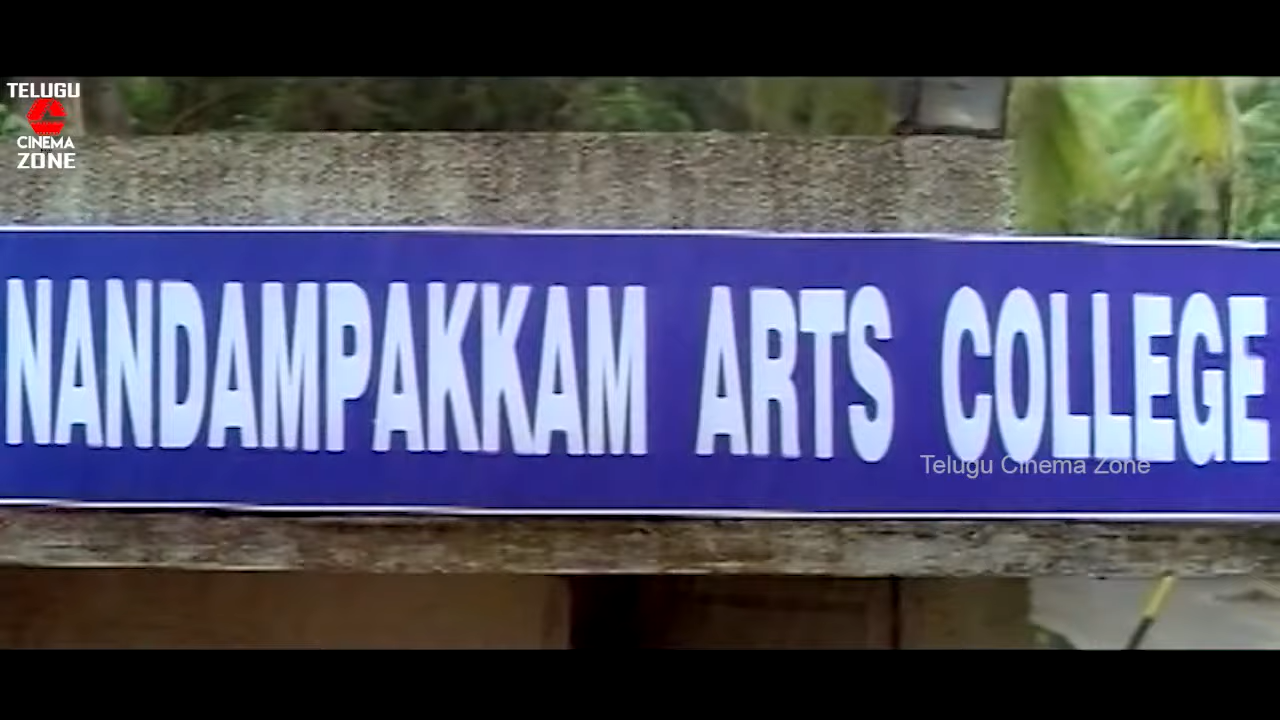 TELUGU
CINEMA
ZONE
NANDAMPAKKAM ARTS COLLEGE
Telugu Cinema Zone